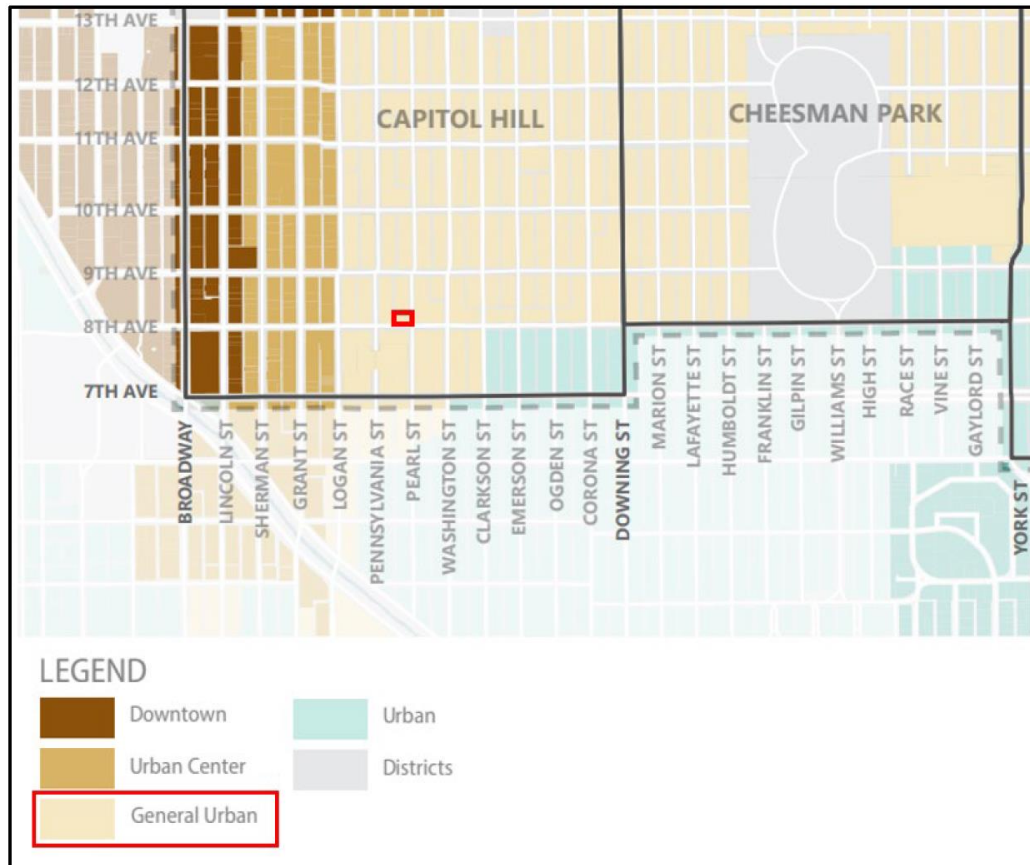 13TH AVE
12TH AVE
11TH AVE
10TH AVE
9TH AVE
8TH AVE
7TH AVE
CAPITOL HILL
CHEESMAN PARK
BROADWAY
LINCOLN ST
SHERMAN ST
GRANT ST
LOGAN ST
PENNSYLVANIA ST
PEARL ST
WASHINGTON ST
CLARKSON ST
EMERSON ST
OGDEN ST
CORONA ST
DOWNING ST
MARION ST
LAFAYETTE ST
HUMBOLDT ST
FRANKLIN ST
GILPIN ST
WILLIAMS ST
HIGH ST
RACE ST
VINE ST
GAYLORD ST
YORK ST
LEGEND
Downtown
Urban Center
General Urban
Urban
Districts